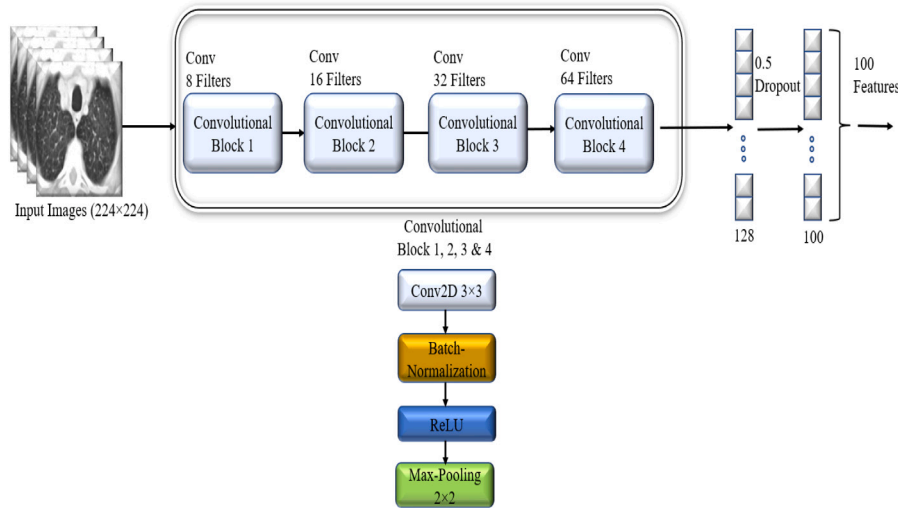 Conv
8 Filters
Conv
16 Filters
Conv
32 Filters
Conv
64 Filters
Convolutional
Block 1
Convolutional
Block 2
Convolutional
Block 3
Convolutional
Block 4
Input Images (224×224)
0.5
Dropout
100
Features
128
100
Convolutional
Block 1, 2, 3 & 4
Conv2D 3×3
Batch-
Normalization
ReLU
Max-Pooling
2×2